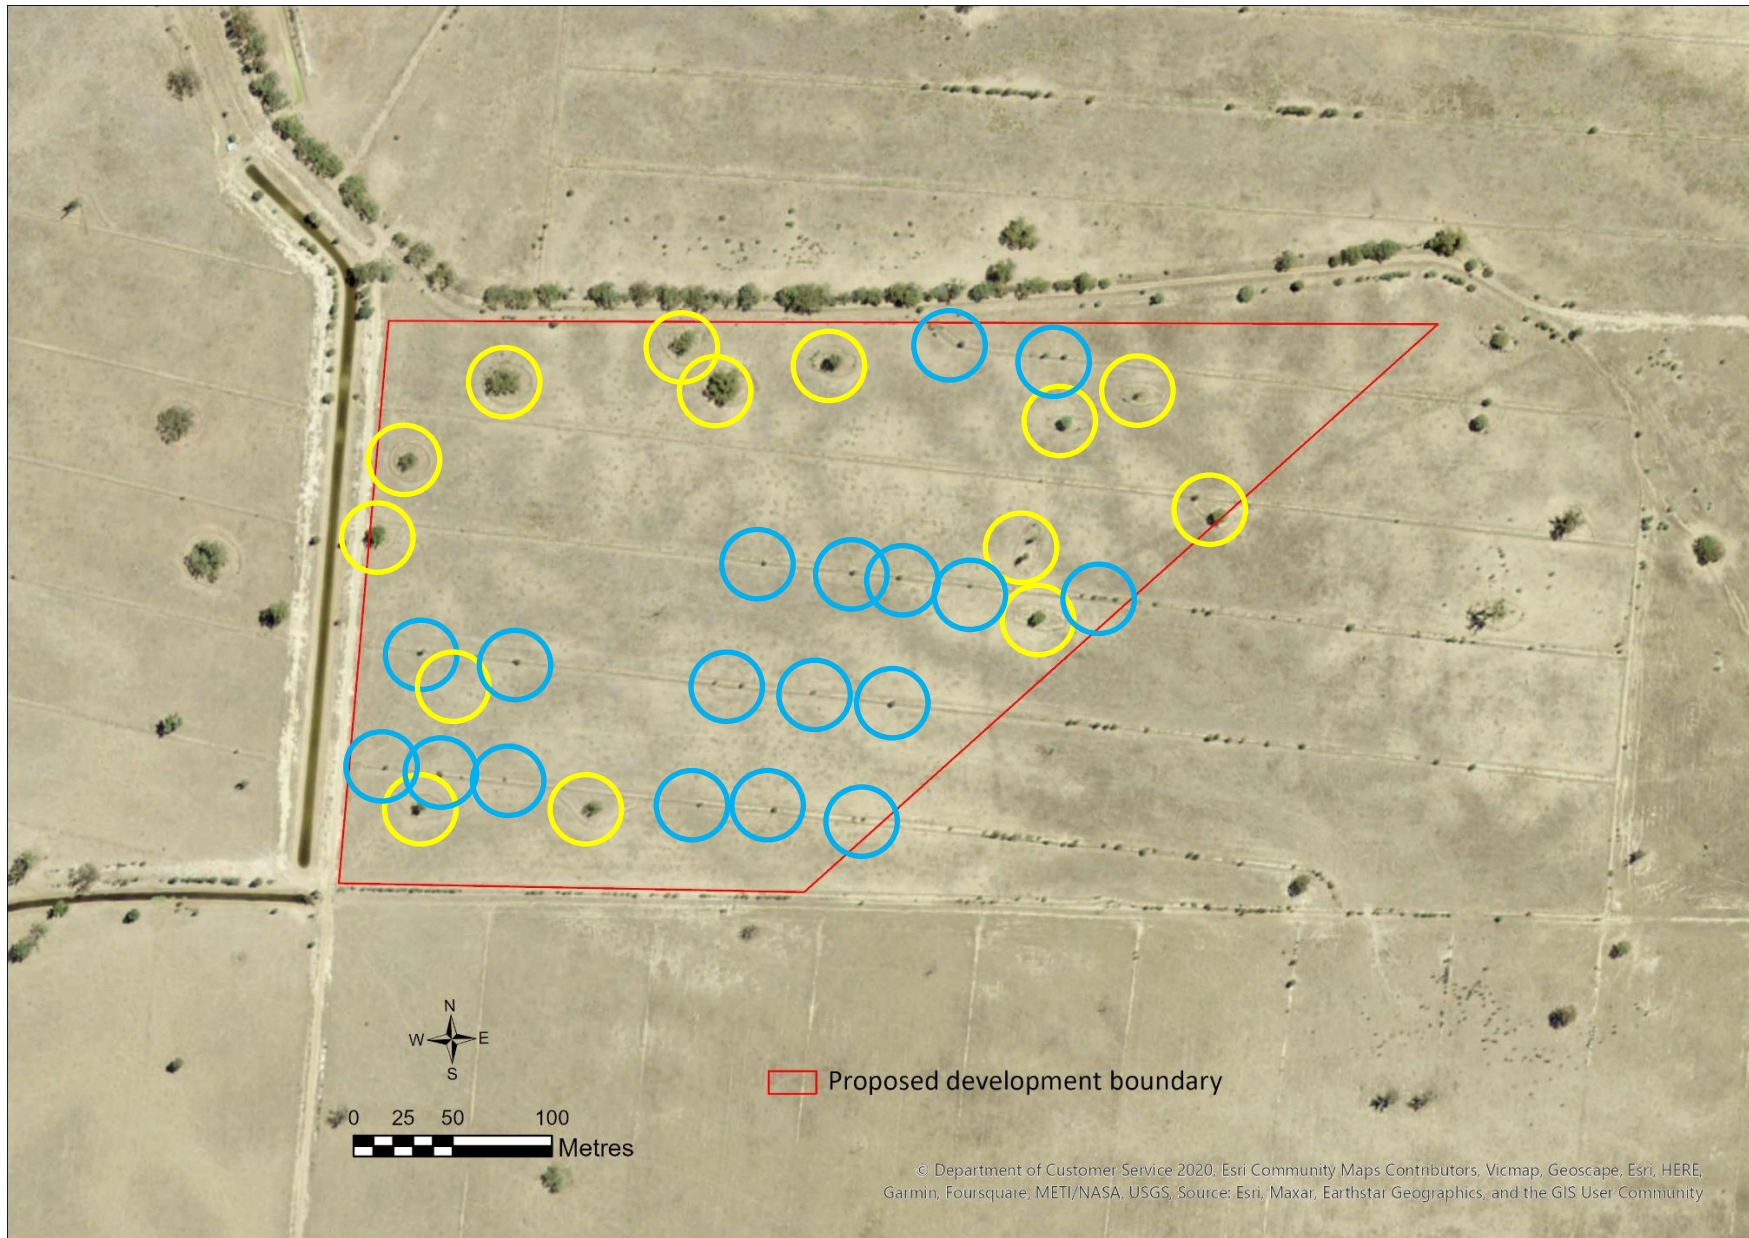 N
W E
S
Proposed development boundary
0 25 50 100
Metres
© Department of Customer Service 2020, Esri Community Maps Contributors, Vicmap, Geoscape, Esri, HERE,
Garmin, Foursquare, METI/NASA, USGS, Source: Esri, Maxar, Earthstar Geographics, and the GIS User Community